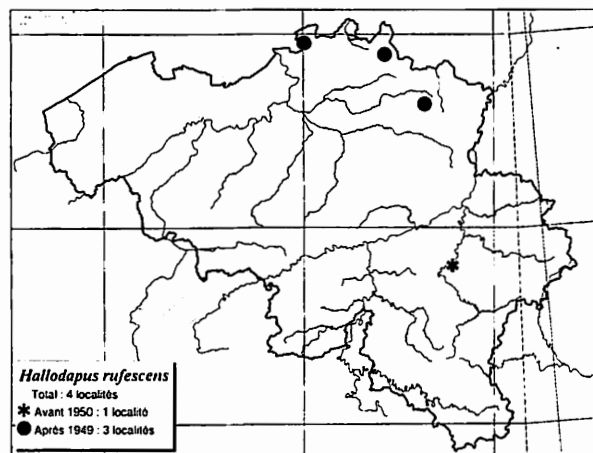 Hallodapus rufescens
Total : 4 localités
* Avant 1950 : 1 localité
● Après 1949 : 3 localités